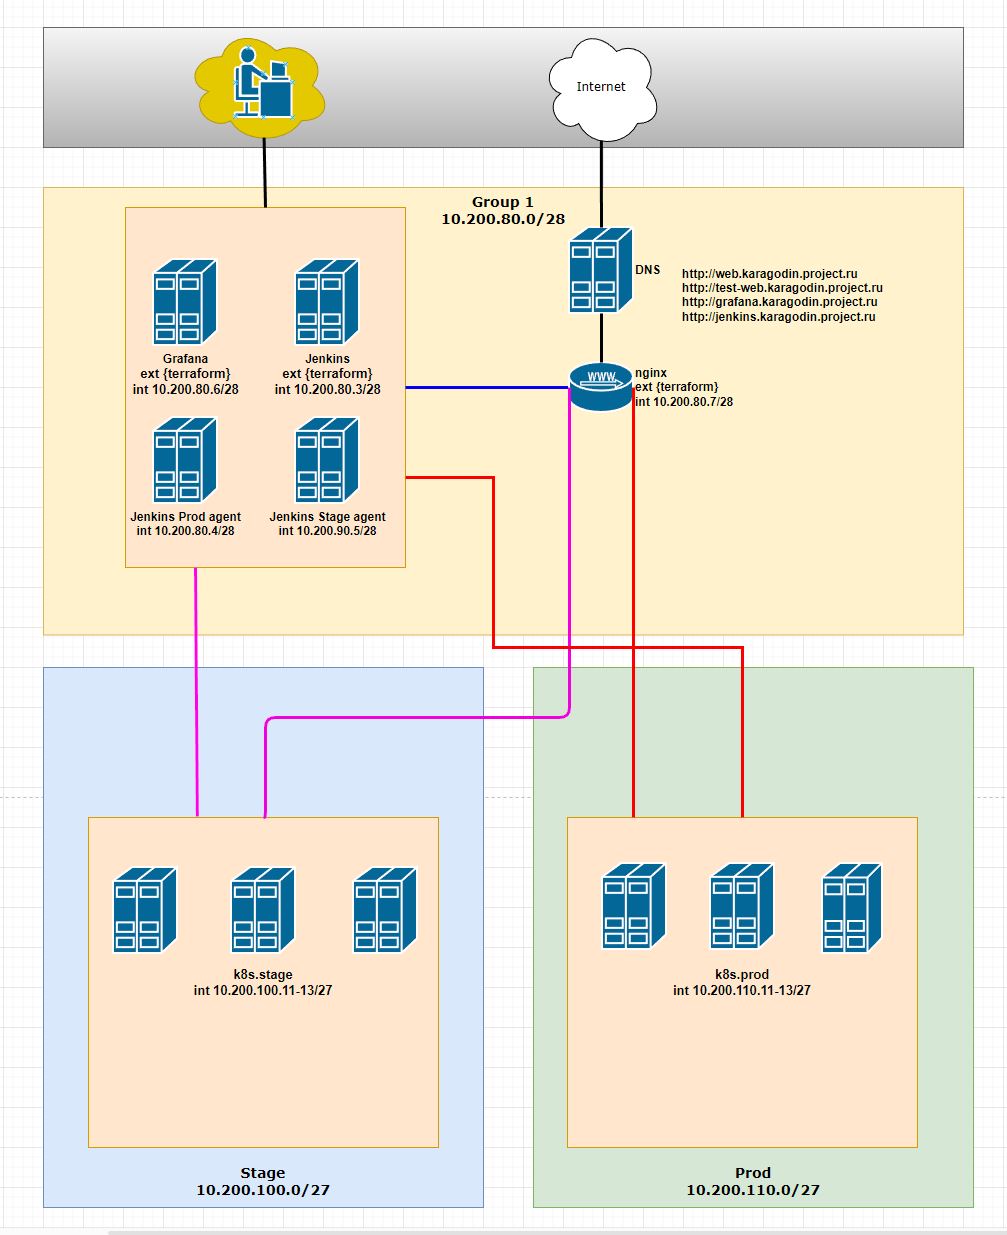 Internet
Group 1
10.200.80.0/28
DNS
http://web.karagodin.project.ru
http://test-web.karagodin.project.ru
http://grafana.karagodin.project.ru
http://jenkins.karagodin.project.ru
Grafana
ext {terraform}
int 10.200.80.6/28
Jenkins
ext {terraform}
int 10.200.80.3/28
WWW
nginx
ext {terraform}
int 10.200.80.7/28
Jenkins Prod agent
int 10.200.80.4/28
Jenkins Stage agent
int 10.200.90.5/28
k8s.stage
int 10.200.100.11-13/27
k8s.prod
int 10.200.110.11-13/27
Stage
10.200.100.0/27
Prod
10.200.110.0/27